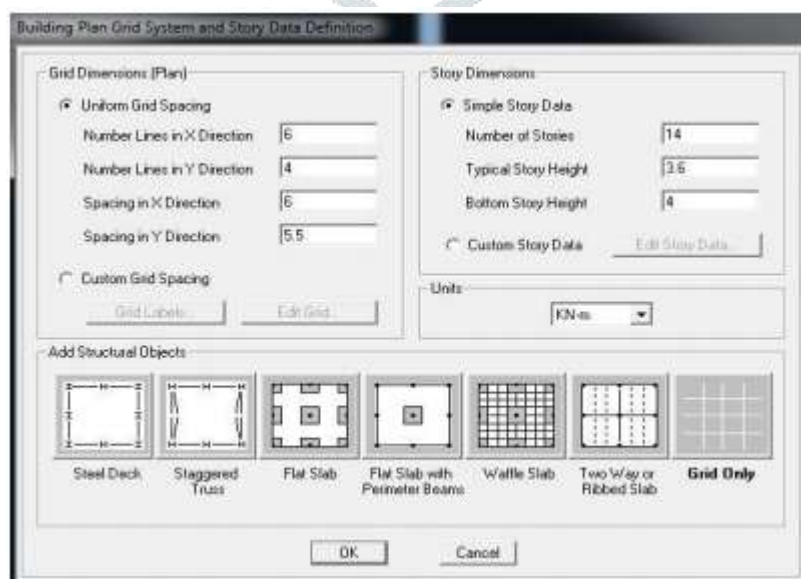 Building Plan Grid System and Story Data Definition
Grid Dimensions (Plan)
Uniform Grid Spacing
Number Lines in X Direction 6
Number Lines in Y Direction 4
Spacing in X Direction 6
Spacing in Y Direction 5.5
Custom Grid Spacing
Grid Labels... Edit Grid...
Story Dimensions
Simple Story Data
Number of Stories 14
Typical Story Height 3.6
Bottom Story Height 4
Custom Story Data Edit Story Data...
Units
KN-m
Add Structural Objects
Steel Deck
Staggered
Truss
Flat Slab
Flat Slab with
Perimeter Beams
Waffle Slab
Two Way or
Ribbed Slab
Grid Only
OK Cancel